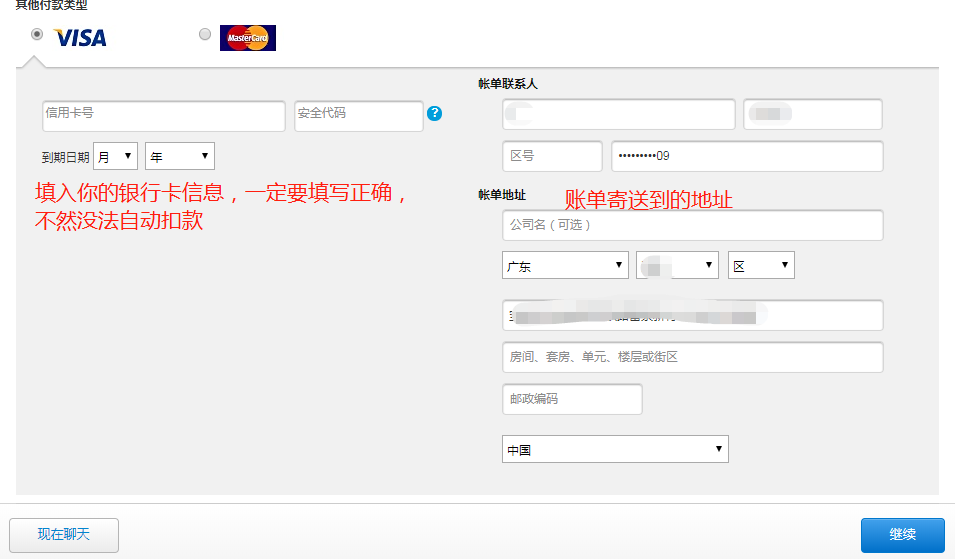 其他付款类型
VISA
MasterCard
帐单联系人
信用卡号
安全代码
?
区号
•••••••••09
到期日期
月
年
填入你的银行卡信息，一定要填写正确，
不然没法自动扣款
帐单地址
账单寄送到的地址
公司名（可选）
广东
区
房间、套房、单元、楼层或街区
邮政编码
中国
现在聊天
继续